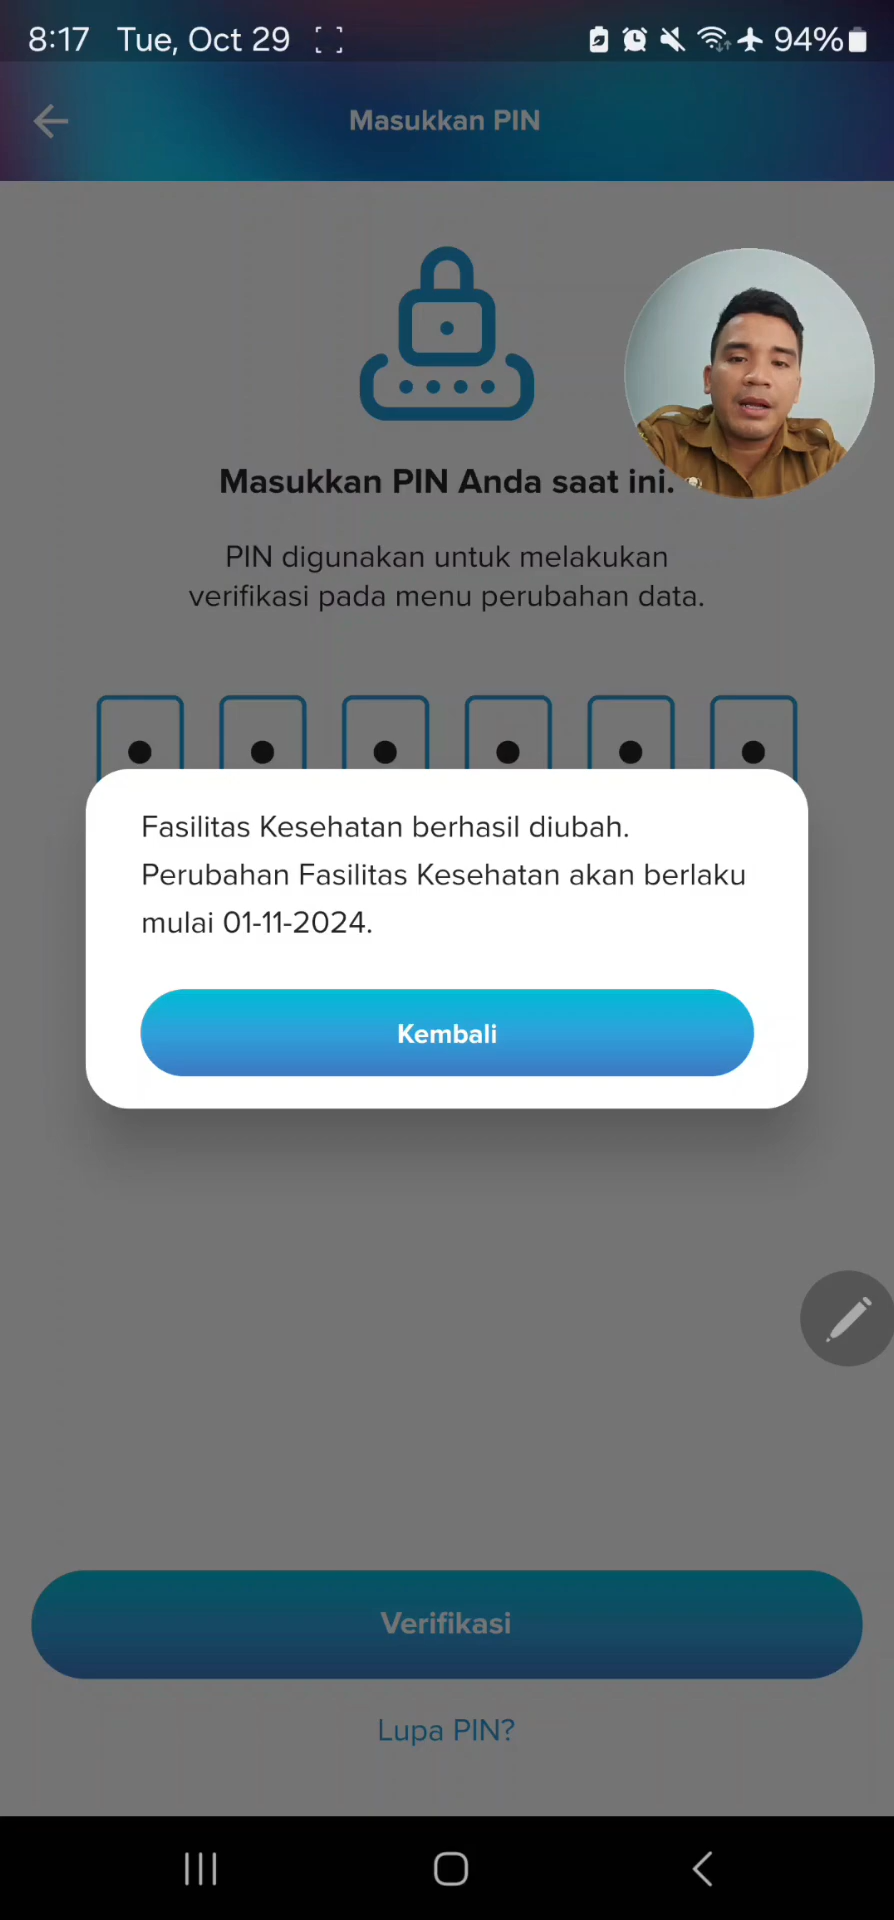 8:17 Tue, Oct 29 94%
Masukkan PIN
Masukkan PIN Anda saat ini.
PIN digunakan untuk melakukan
verifikasi pada menu perubahan data.
Fasilitas Kesehatan berhasil diubah.
Perubahan Fasilitas Kesehatan akan berlaku
mulai 01-11-2024.
Kembali
Verifikasi
Lupa PIN?